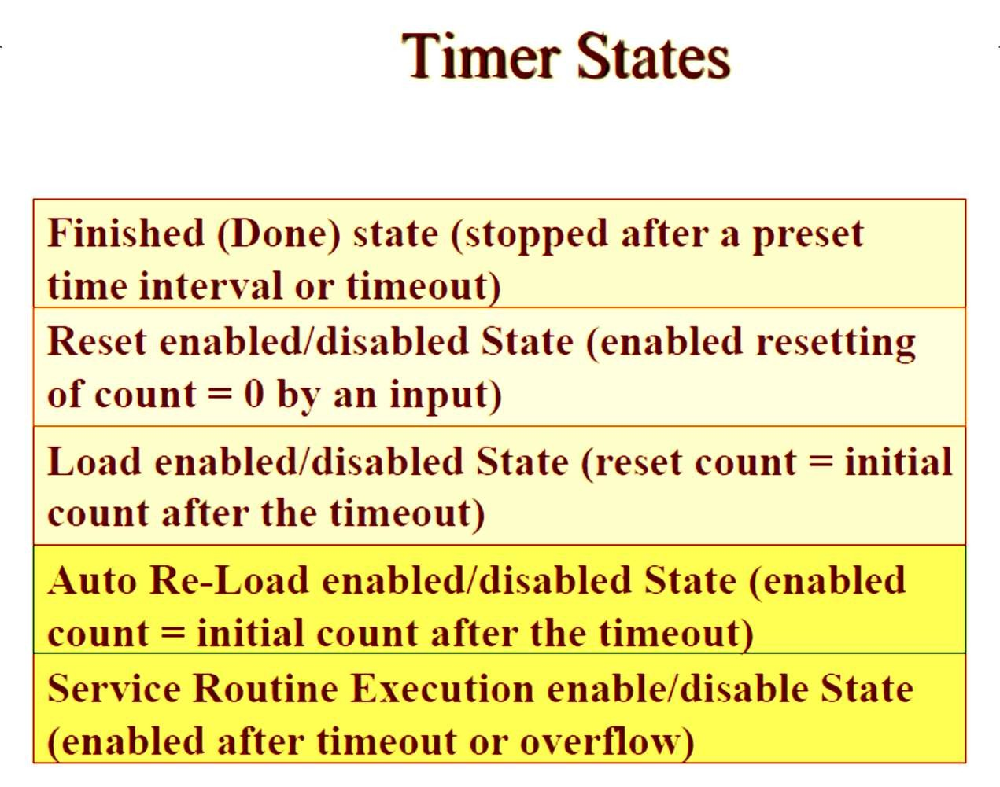 Timer States
Finished (Done) state (stopped after a preset
time interval or timeout)
Reset enabled/disabled State (enabled resetting
of count = 0 by an input)
Load enabled/disabled State (reset count = initial
count after the timeout)
Auto Re-Load enabled/disabled State (enabled
count = initial count after the timeout)
Service Routine Execution enable/disable State
(enabled after timeout or overflow)